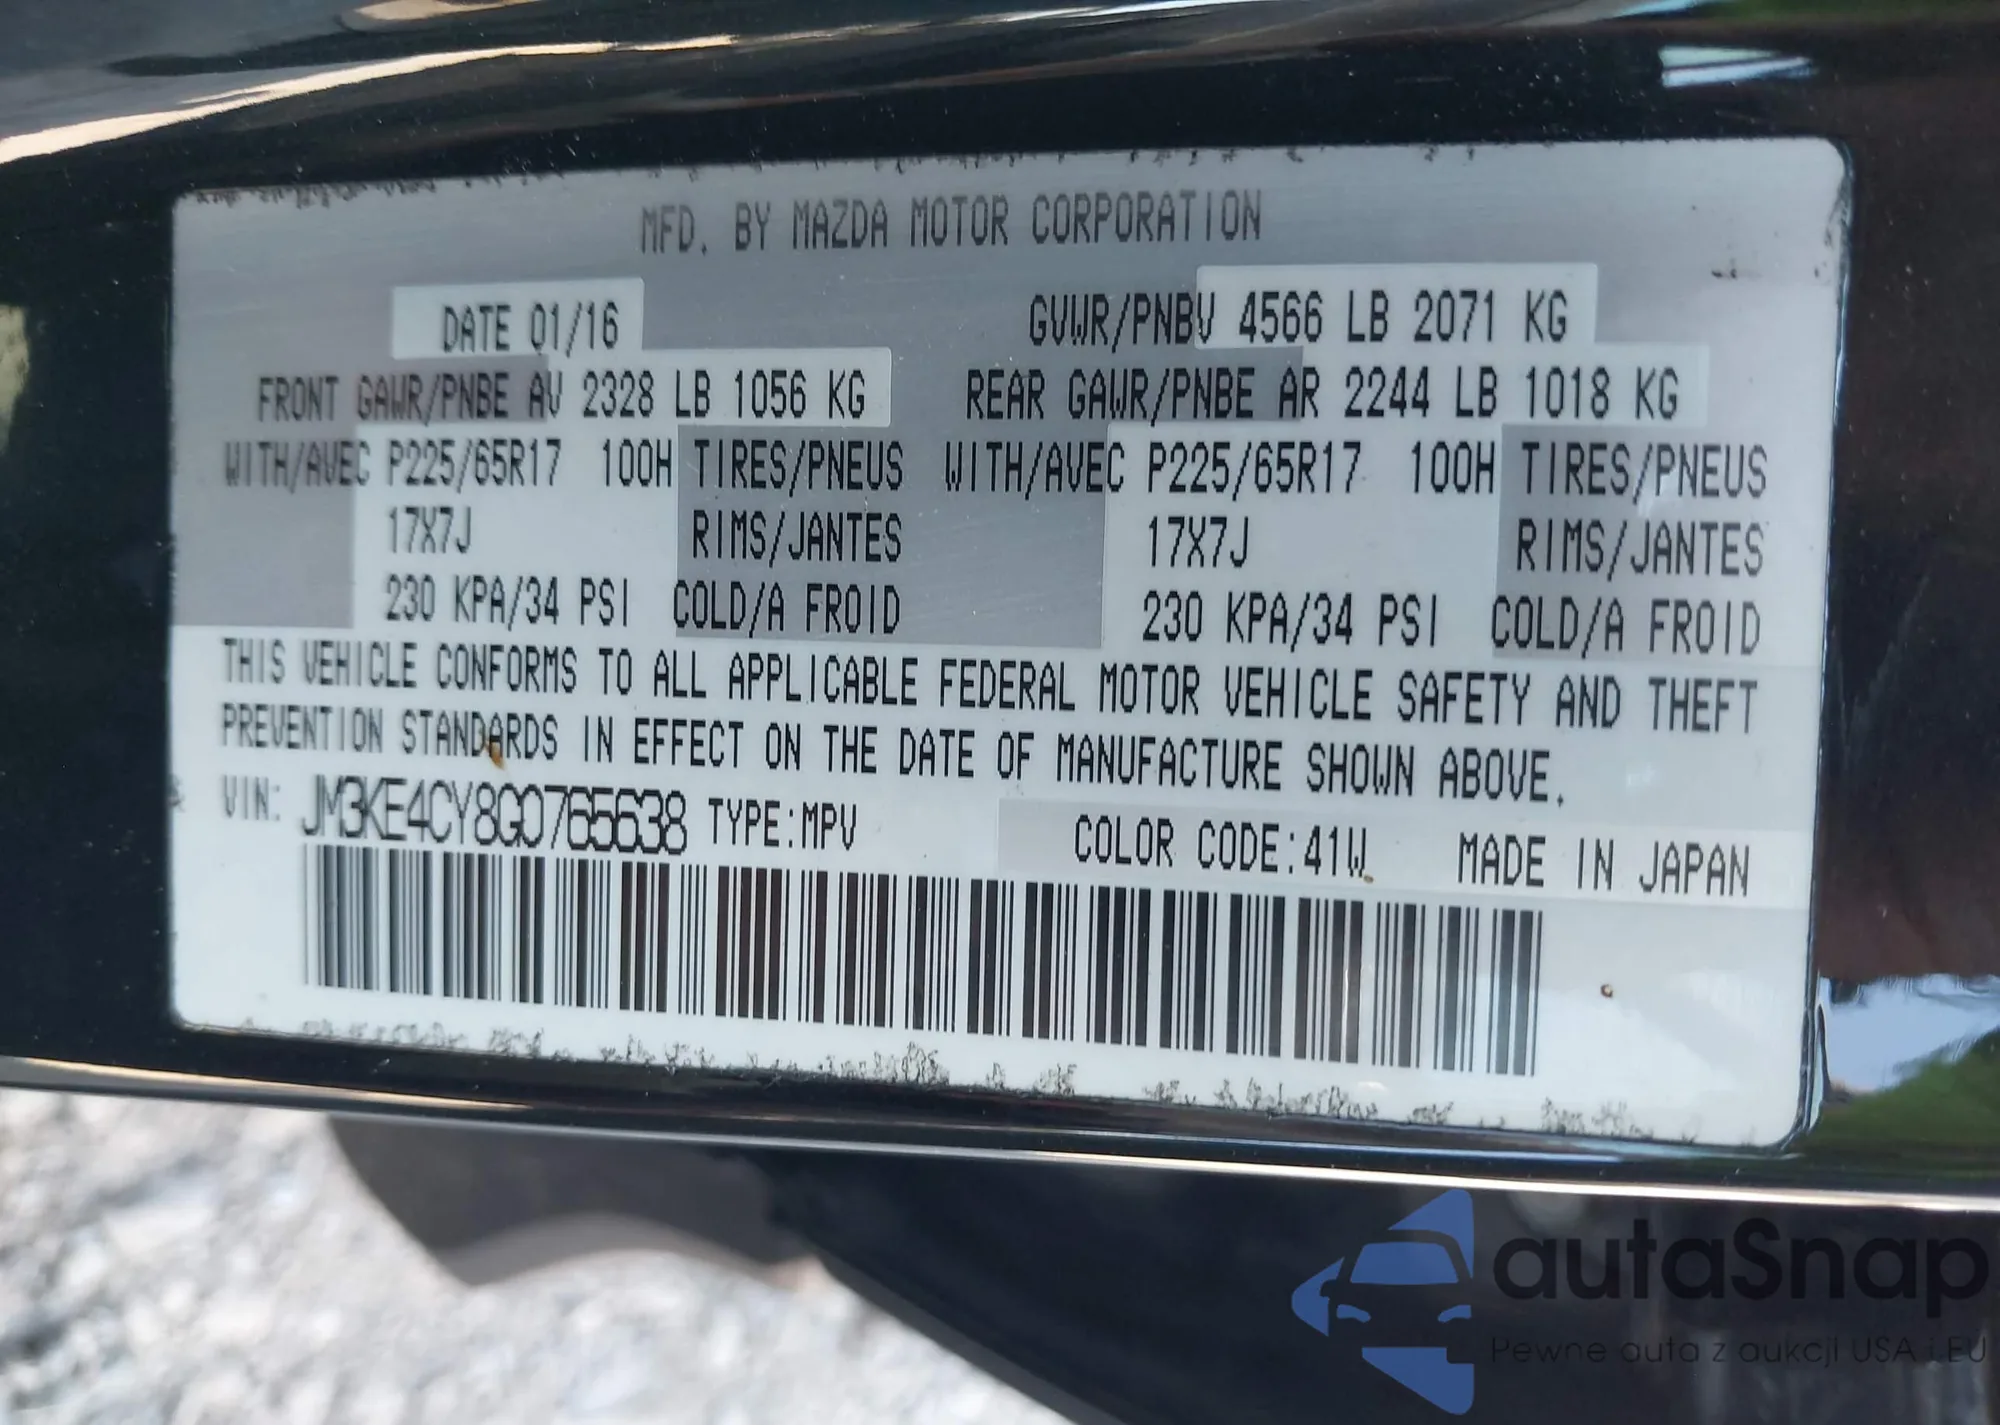 MFD. BY MAZDA MOTOR CORPORATION
DATE 01/16 GVWR/PNBV 4566 LB 2071 KG
FRONT GAWR/PNBE AV 2328 LB 1056 KG REAR GAWR/PNBE AR 2244 LB 1018 KG
WITH/AVEC P225/65R17 100H TIRES/PNEUS WITH/AVEC P225/65R17 100H TIRES/PNEUS
17X7J RIMS/JANTES 17X7J RIMS/JANTES
230 KPA/34 PSI COLD/A FROID 230 KPA/34 PSI COLD/A FROID
THIS VEHICLE CONFORMS TO ALL APPLICABLE FEDERAL MOTOR VEHICLE SAFETY AND THEFT
PREVENTION STANDARDS IN EFFECT ON THE DATE OF MANUFACTURE SHOWN ABOVE.
VIN: JM3KE4CY8G0765638 TYPE:MPV COLOR CODE:41W MADE IN JAPAN
autaSnap
Pewne auta z aukcji USA i EU